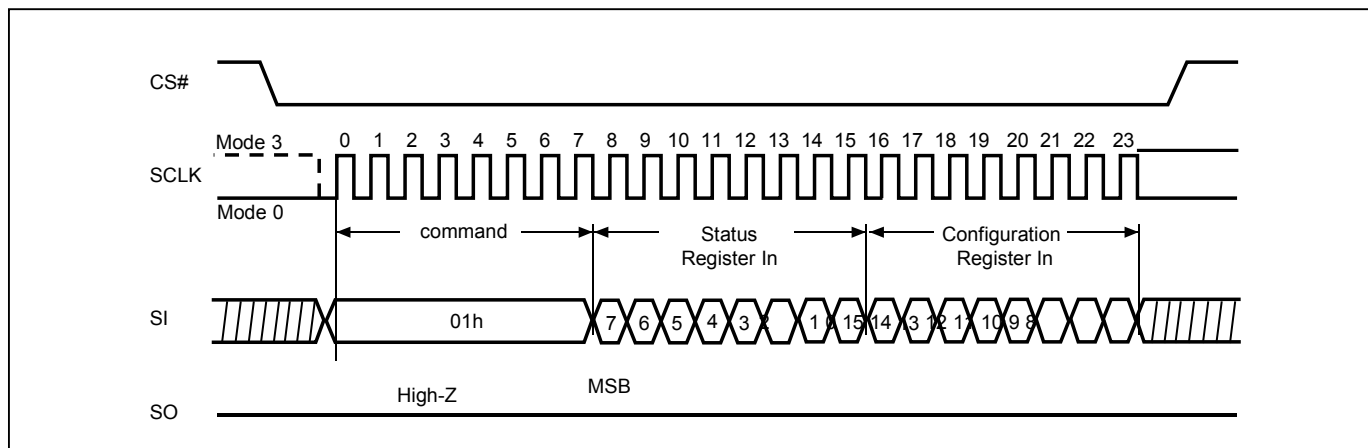 CS#
Mode 3
0 1 2 3 4 5 6 7 8 9 10 11 12 13 14 15 16 17 18 19 20 21 22 23
SCLK
Mode 0
command
Status
Register In
Configuration
Register In
SI
01h
7 6 5 4 3 2 1 0 15 14 13 12 11 10 9 8
High-Z
MSB
SO